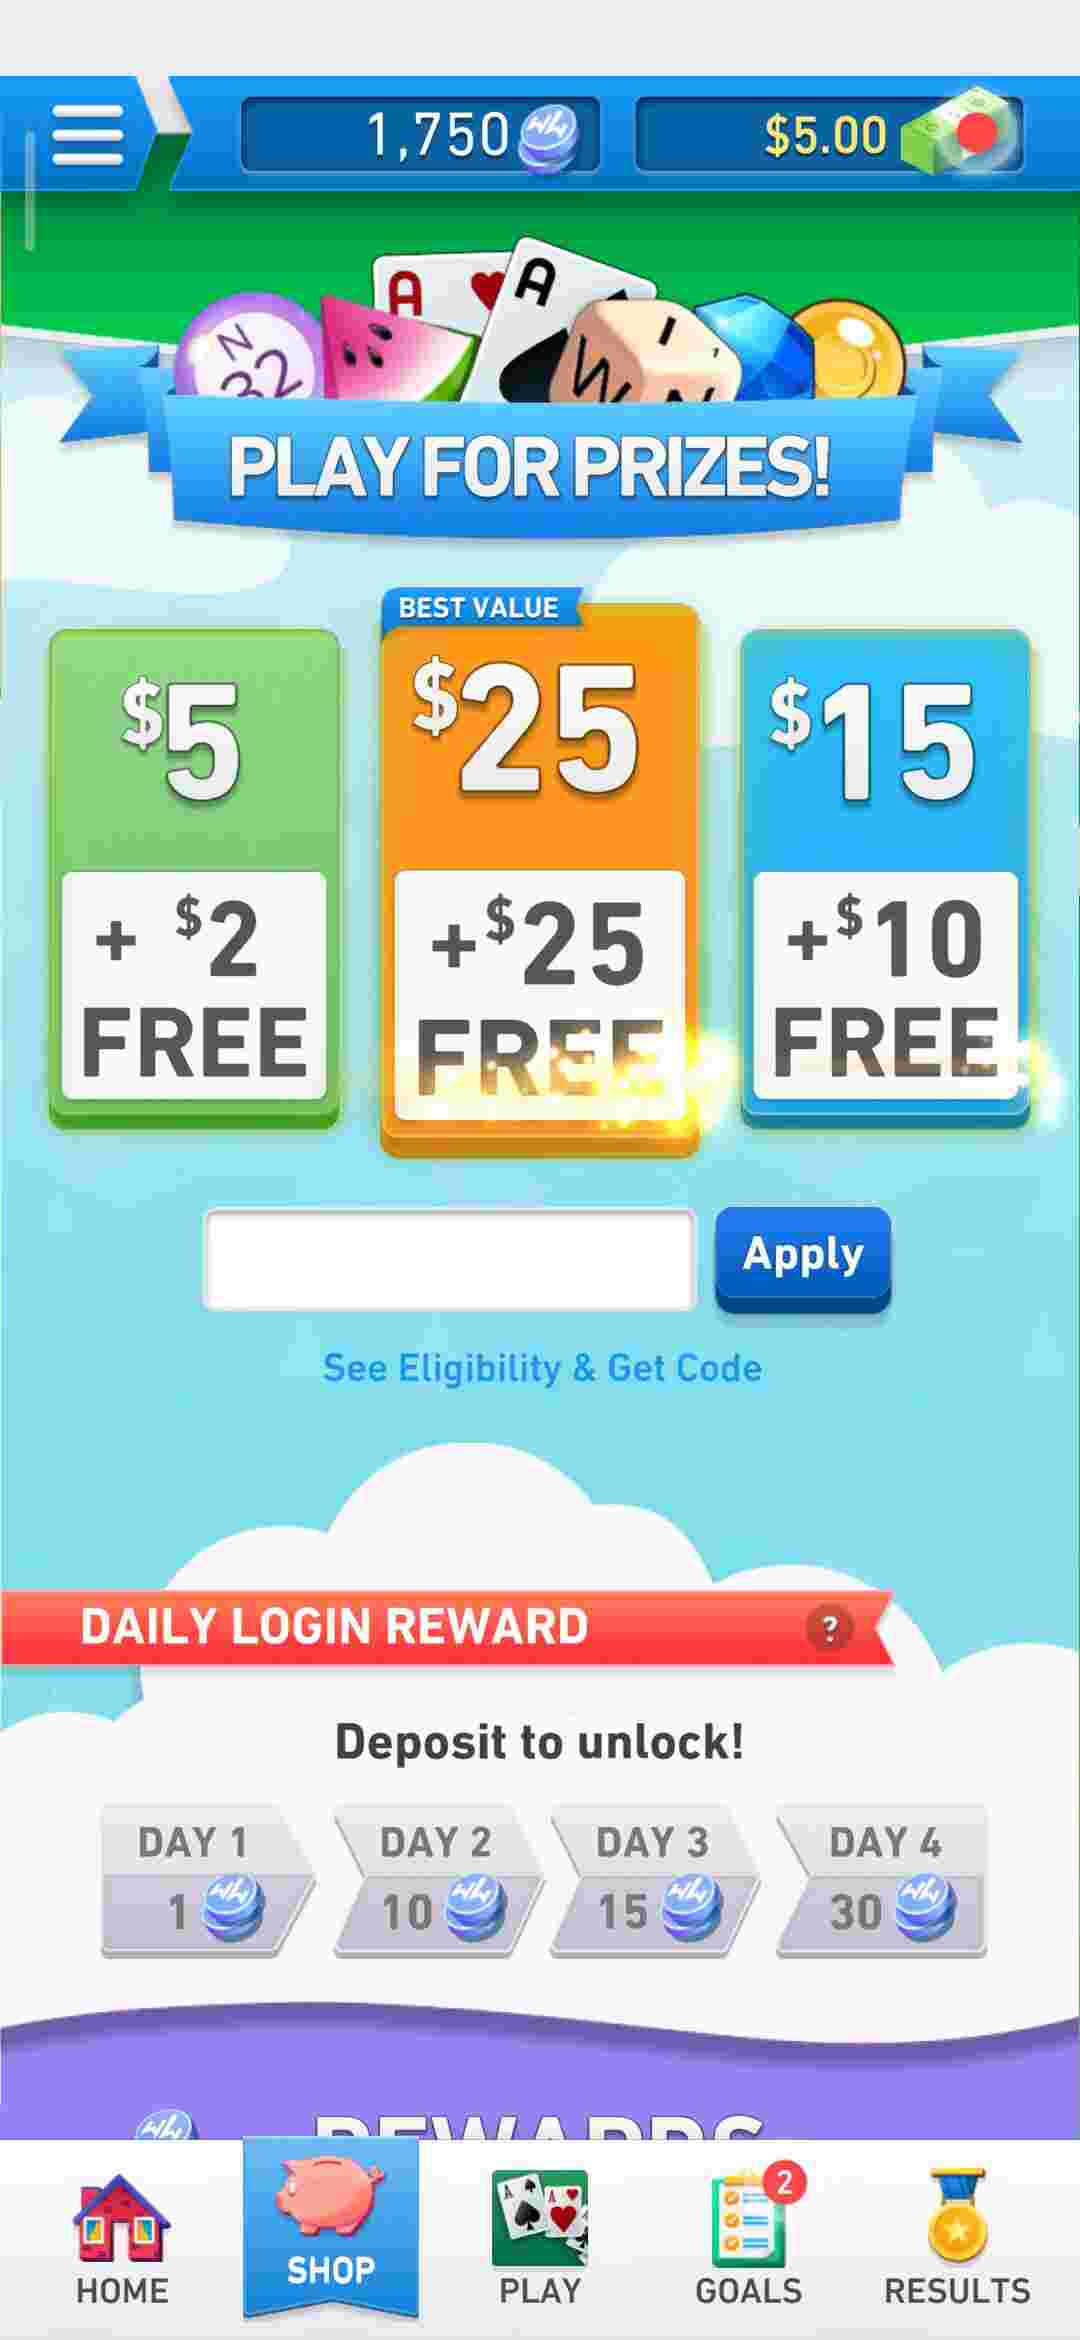 1,750
$5.00
A A
N 32 W I N
PLAY FOR PRIZES!
BEST VALUE
$5 $25 $15
+ $2 +$25 +$10
FREE FREE FREE
Apply
See Eligibility & Get Code
DAILY LOGIN REWARD ?
Deposit to unlock!
DAY 1 DAY 2 DAY 3 DAY 4
1 10 15 30
REWARDS
2
HOME SHOP PLAY GOALS RESULTS